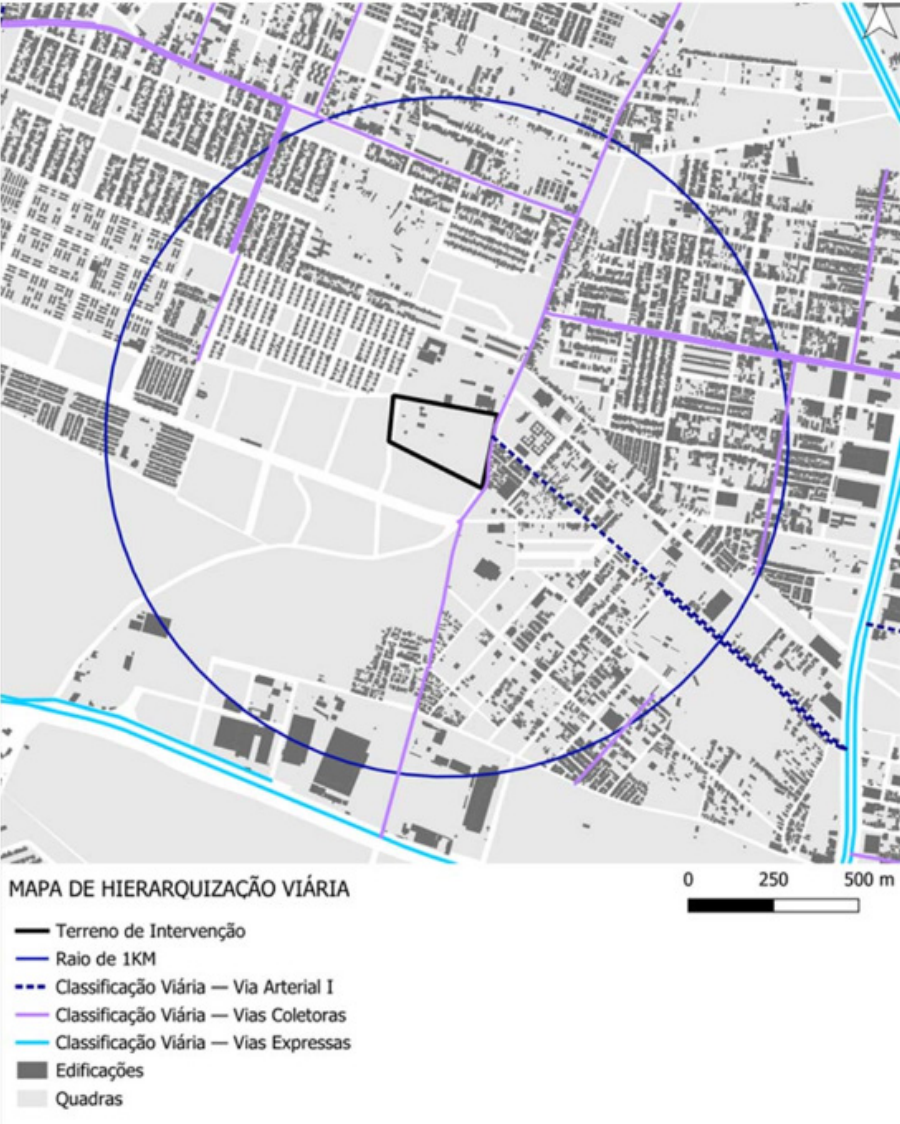 MAPA DE HIERARQUIZAÇÃO VIÁRIA
0 250 500 m
Terreno de Intervenção
Raio de 1KM
Classificação Viária — Via Arterial I
Classificação Viária — Vias Coletoras
Classificação Viária — Vias Expressas
Edificações
Quadras